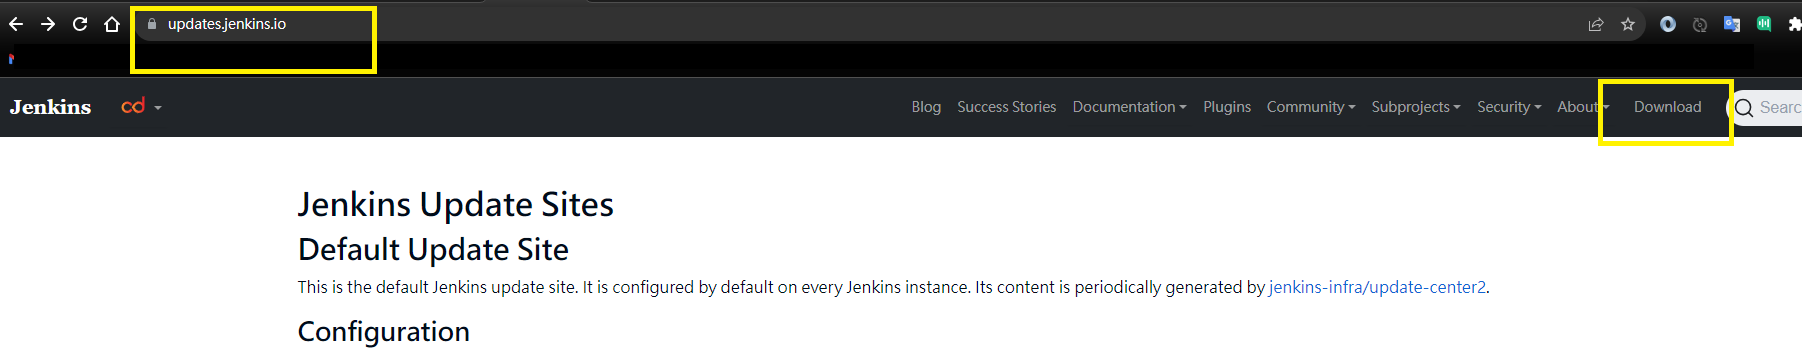 updates.jenkins.io
Jenkins cd Blog Success Stories Documentation Plugins Community Subprojects Security About Download Searc
Jenkins Update Sites
Default Update Site
This is the default Jenkins update site. It is configured by default on every Jenkins instance. Its content is periodically generated by jenkins-infra/update-center2.
Configuration